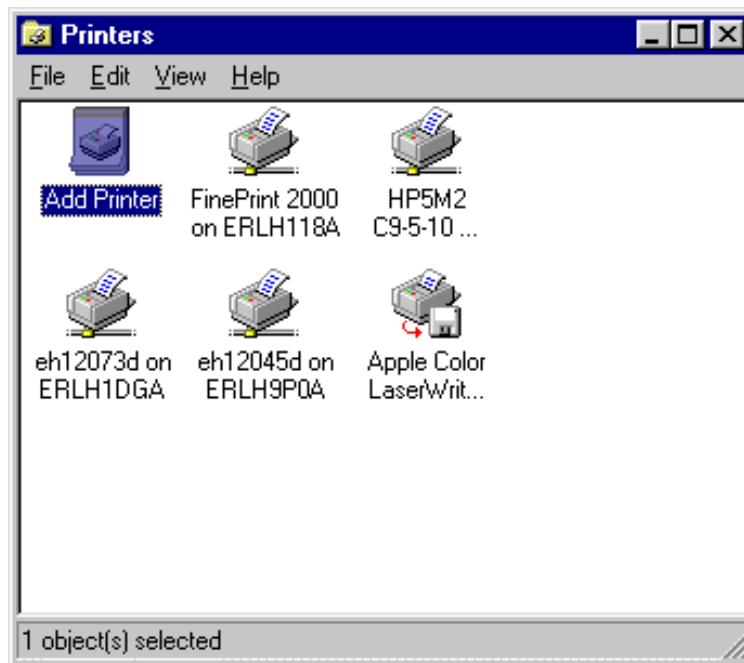 Printers
File Edit View Help
Add Printer
FinePrint 2000
on ERLH118A
HP5M2
C9-5-10 ...
eh12073d on
ERLH1DGA
eh12045d on
ERLH9P0A
Apple Color
LaserWrit...
1 object(s) selected